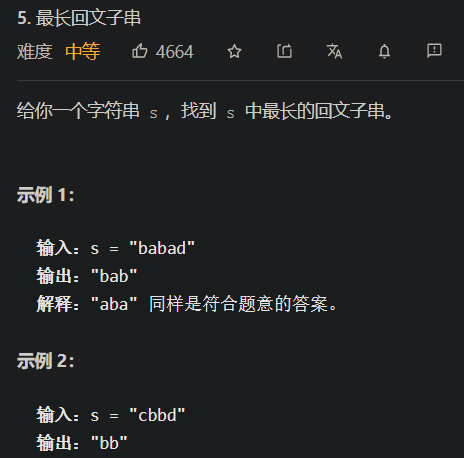 5. 最长回文子串
难度 中等 4664
给你一个字符串 s ，找到 s 中最长的回文子串。
示例 1：
输入：s = "babad"
输出："bab"
解释："aba" 同样是符合题意的答案。
示例 2：
输入：s = "cbbd"
输出："bb"